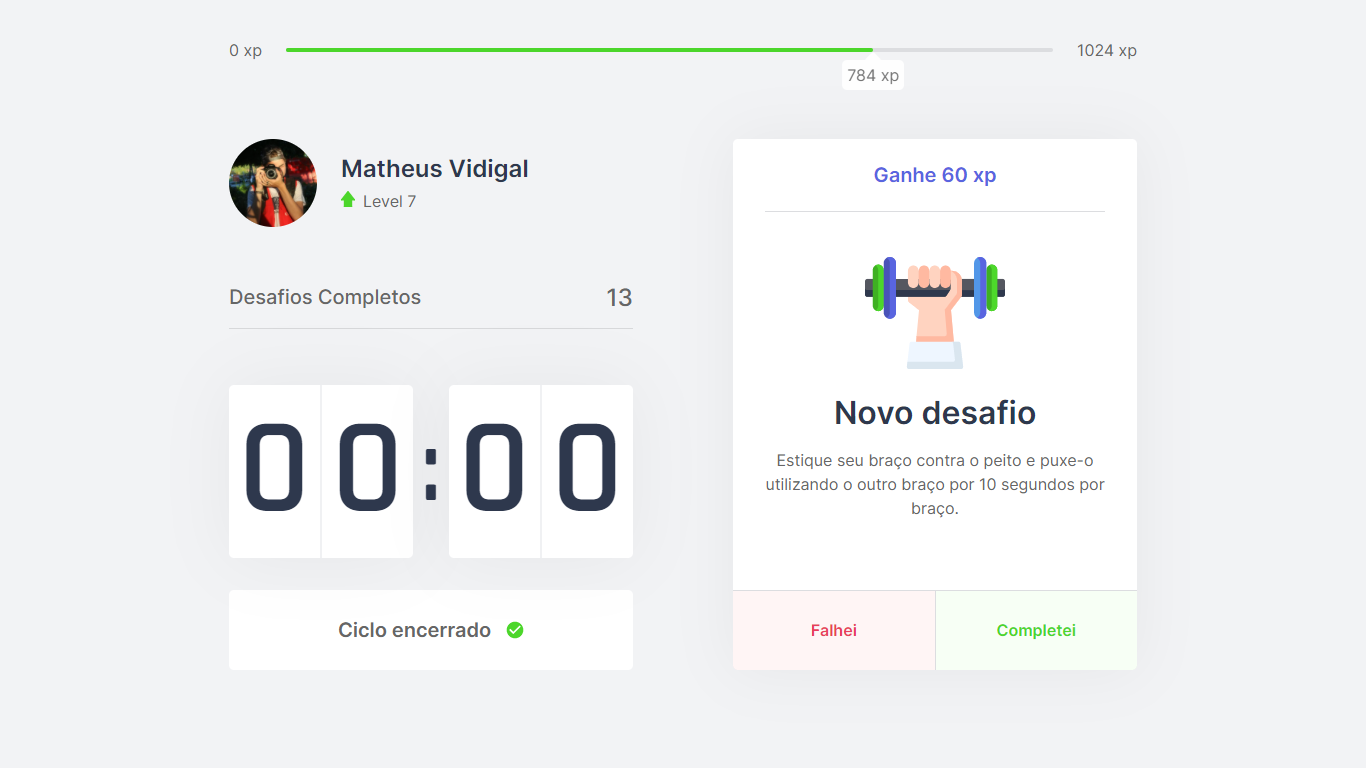 0 xp
1024 xp
784 xp
Matheus Vidigal
Level 7
Desafios Completos 13
00:00
Ciclo encerrado
Ganhe 60 xp
Novo desafio
Estique seu braço contra o peito e puxe-o
utilizando o outro braço por 10 segundos por
braço.
Falhei
Completei